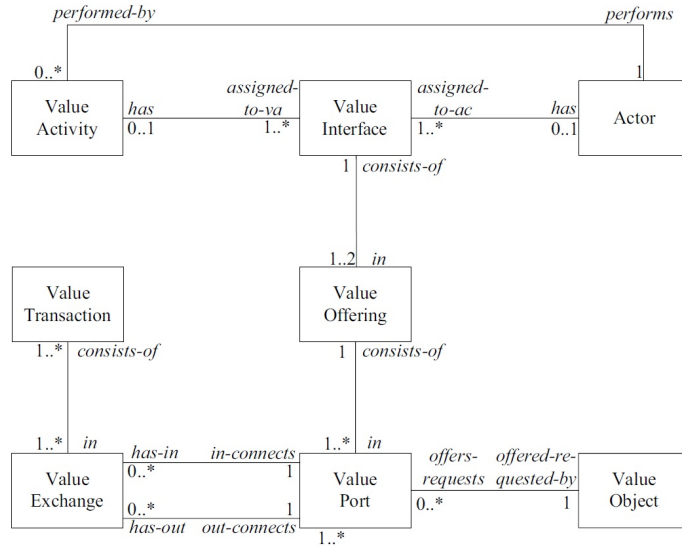 performed-by
performs
0..*
1
Value
Activity
has
0..1
assigned-
to-va
1..*
Value
Interface
assigned-
to-ac
1..*
has
0..1
Actor
1
consists-of
1..2
in
Value
Transaction
Value
Offering
1..*
consists-of
1
consists-of
1..*
in
1..*
in
Value
Exchange
has-in
0..*
in-connects
1
0..*
has-out
1
out-connects
Value
Port
1..*
offers-
requests
0..*
offered-re-
quested-by
1
Value
Object